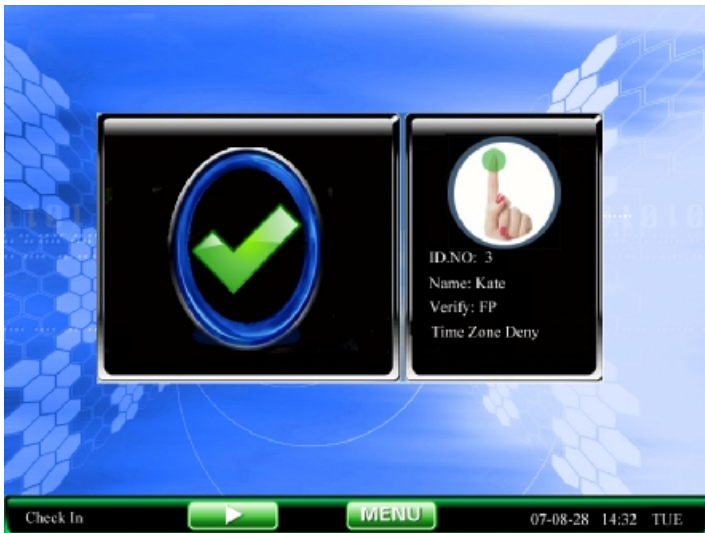 ID.NO: 3
Name: Kate
Verify: FP
Time Zone Deny
Check In
MENU
07-08-28 14:32 TUE